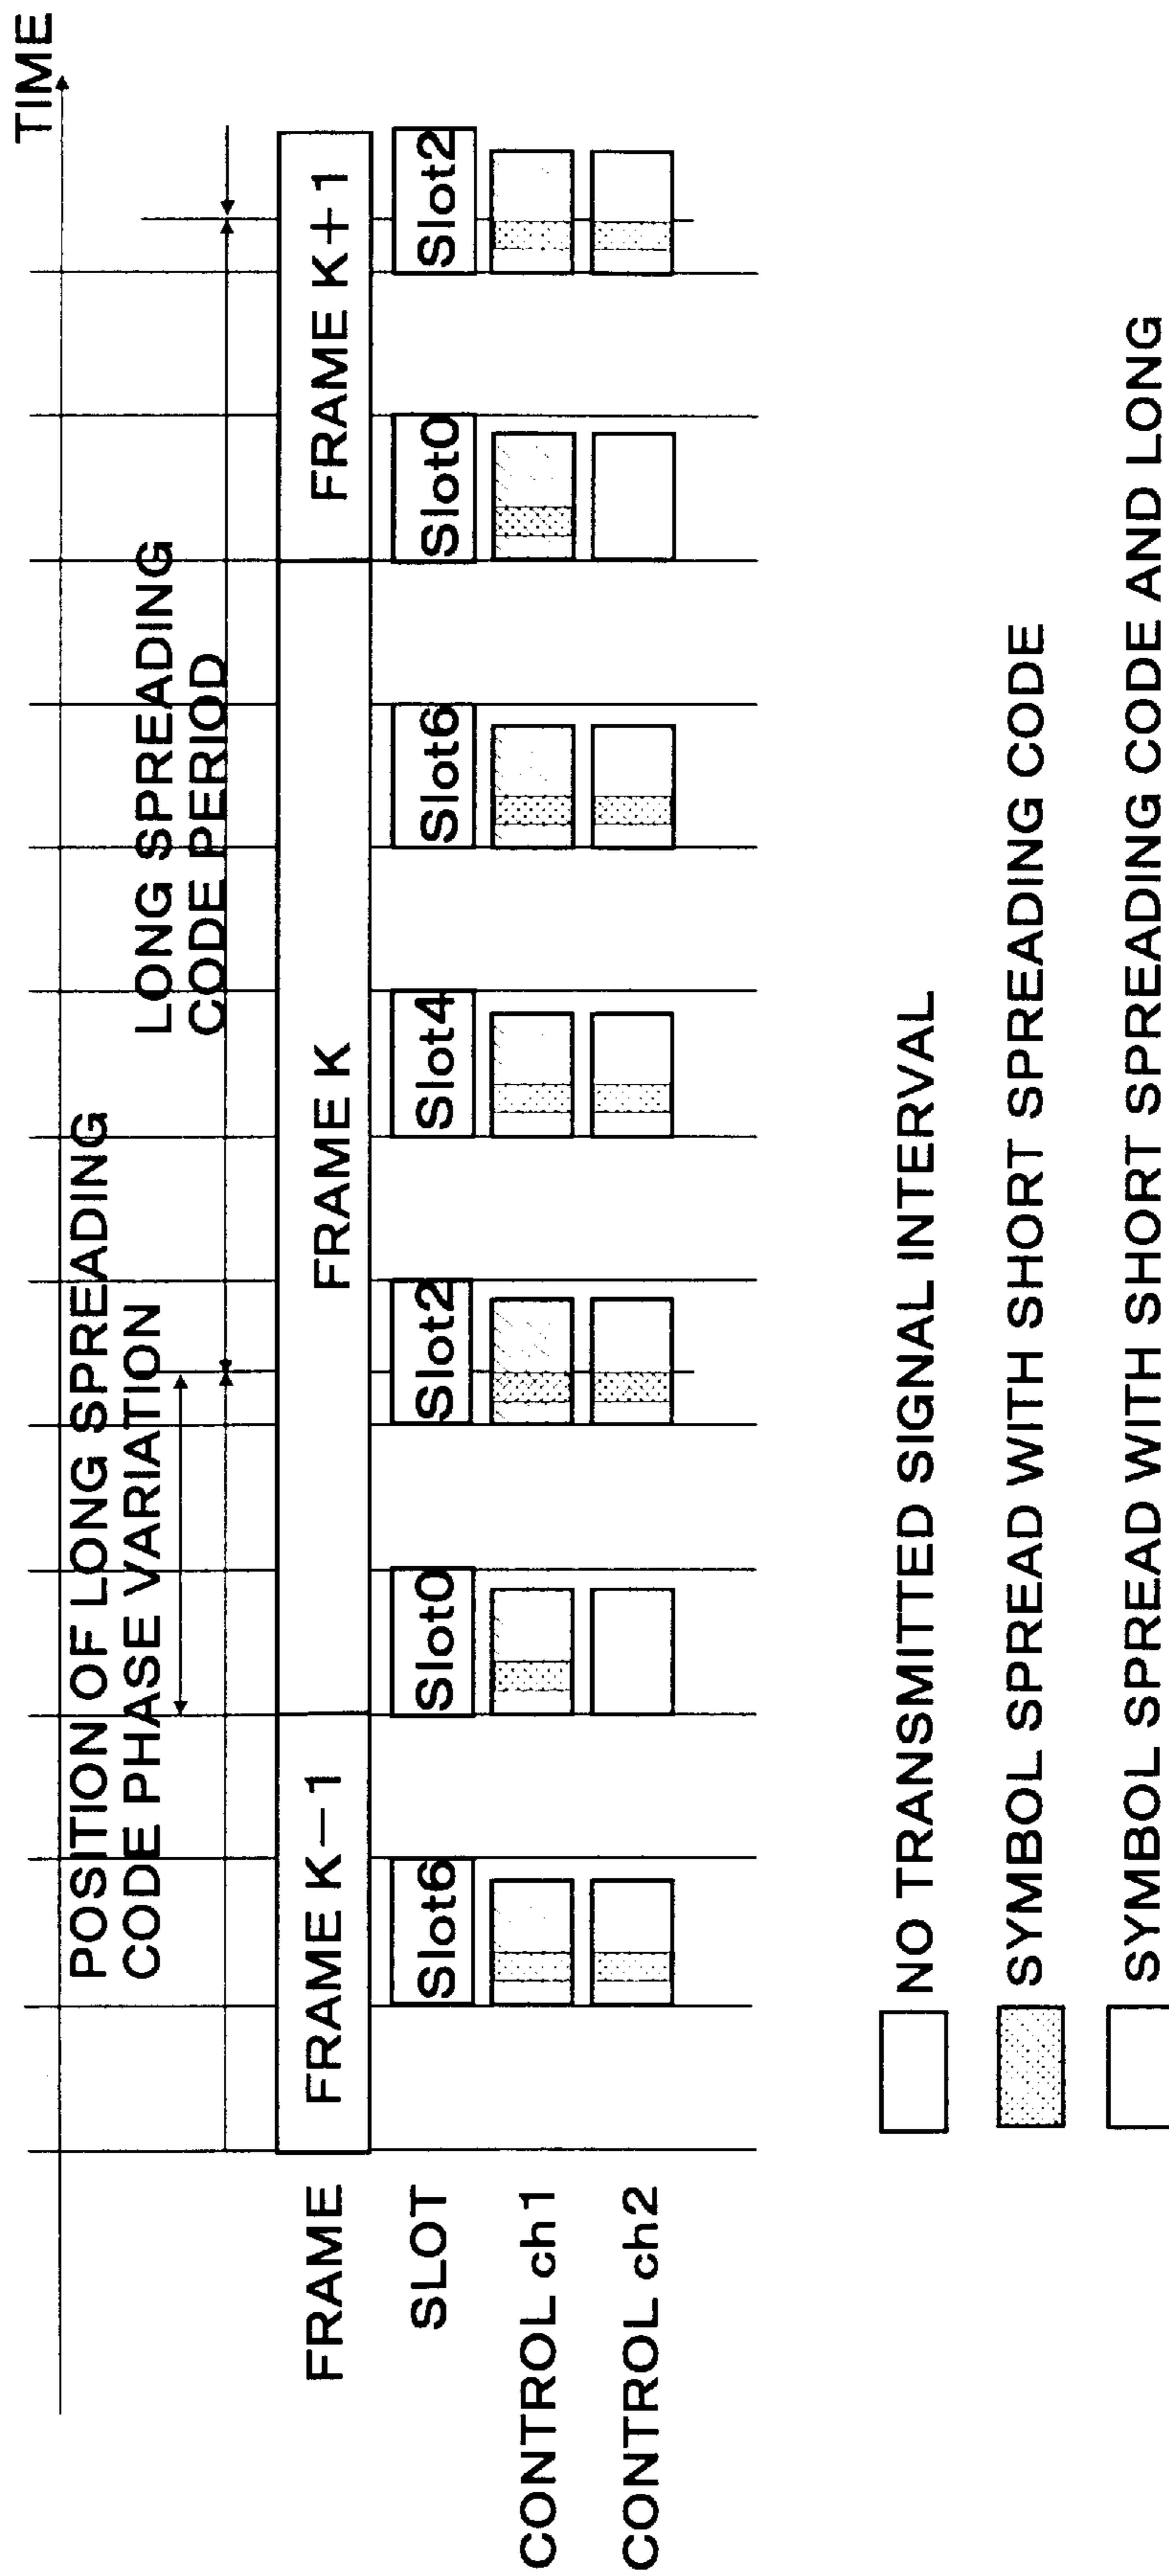 TIME
POSITION OF LONG SPREADING
CODE PHASE VARIATION
LONG SPREADING
CODE PERIOD
FRAME
FRAME K−1
FRAME K
FRAME K+1
SLOT
Slot6
Slot0
Slot2
Slot4
Slot6
Slot0
Slot2
CONTROL ch1
CONTROL ch2
NO TRANSMITTED SIGNAL INTERVAL
SYMBOL SPREAD WITH SHORT SPREADING CODE
SYMBOL SPREAD WITH SHORT SPREADING CODE AND LONG